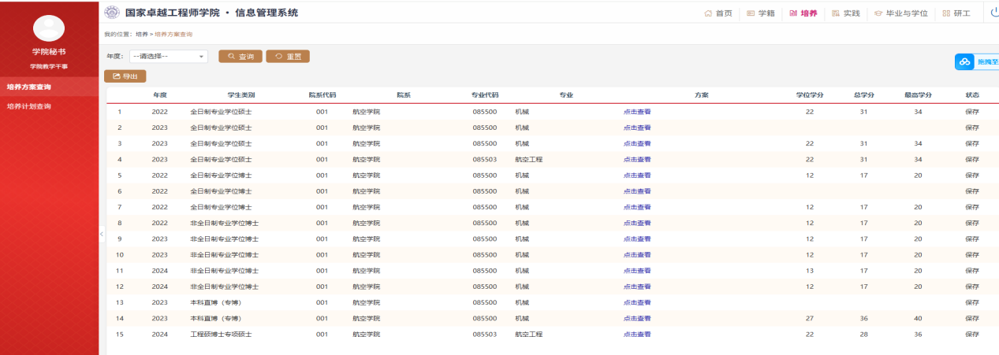 国家卓越工程师学院 · 信息管理系统
首页 学籍 培养 实践 毕业与学位 研工
学院秘书
学院教学干事
培养方案查询
培养计划查询
我的位置：培养 > 培养方案查询
年度： --请选择-- 查询 重置
拖拽至
导出
年度 学生类别 院系代码 院系 专业代码 专业 方案 学位学分 总学分 最高学分 状态
1 2022 全日制专业学位硕士 001 航空学院 085500 机械 点击查看 22 31 34 保存
2 2023 全日制专业学位硕士 001 航空学院 085500 机械 点击查看 保存
3 2023 全日制专业学位硕士 001 航空学院 085500 机械 点击查看 22 31 34 保存
4 2023 全日制专业学位硕士 001 航空学院 085503 航空工程 点击查看 22 31 34 保存
5 2022 全日制专业学位博士 001 航空学院 085500 机械 点击查看 12 17 20 保存
6 2022 全日制专业学位博士 001 航空学院 085500 机械 点击查看 保存
7 2022 全日制专业学位博士 001 航空学院 085500 机械 点击查看 12 17 20 保存
8 2022 非全日制专业学位博士 001 航空学院 085500 机械 点击查看 12 17 20 保存
9 2023 非全日制专业学位博士 001 航空学院 085500 机械 点击查看 12 17 20 保存
10 2023 非全日制专业学位博士 001 航空学院 085500 机械 点击查看 12 17 20 保存
11 2024 非全日制专业学位博士 001 航空学院 085500 机械 点击查看 13 17 20 保存
12 2024 非全日制专业学位博士 001 航空学院 085500 机械 点击查看 12 17 20 保存
13 2023 本科直博（专博） 001 航空学院 085500 机械 点击查看 保存
14 2023 本科直博（专博） 001 航空学院 085500 机械 点击查看 27 36 40 保存
15 2024 工程硕博士专项硕士 001 航空学院 085503 航空工程 点击查看 22 28 36 保存